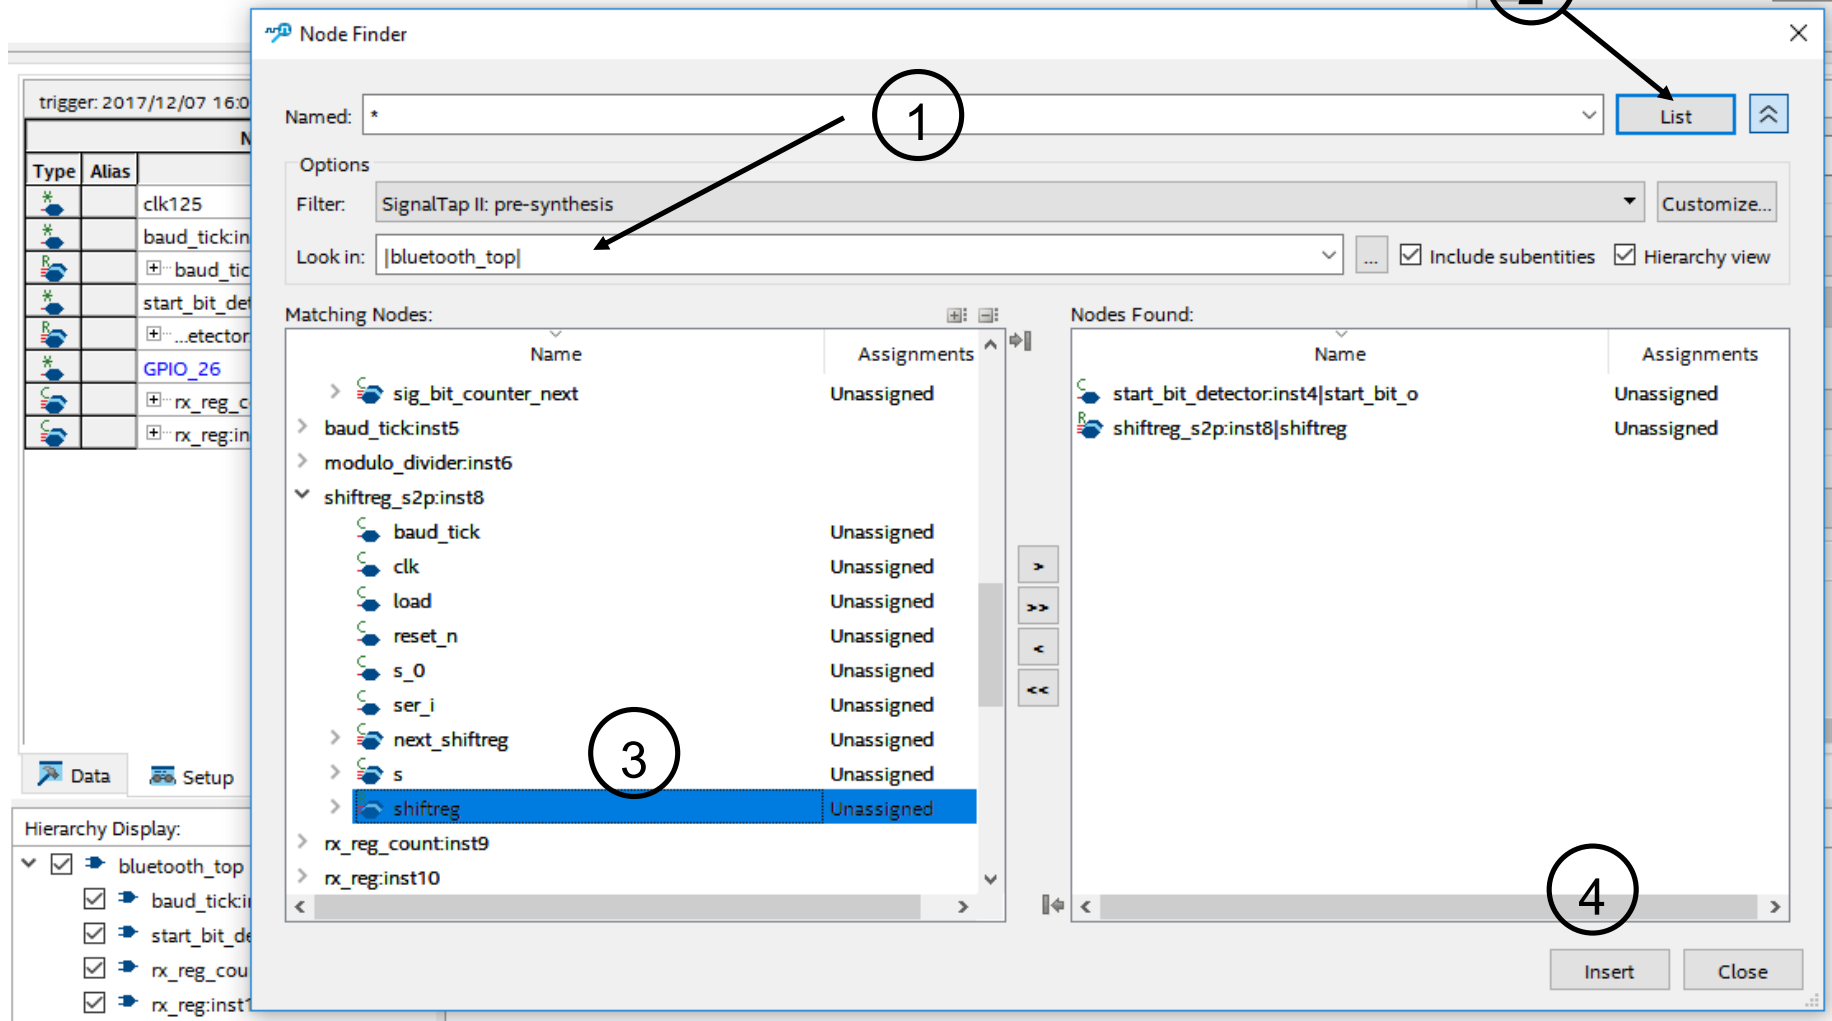 2
Node Finder
trigger: 2017/12/07 16:0
Named: *
1
List
N
Options
Type Alias
Filter: SignalTap II: pre-synthesis
Customize...
clk125
baud_tick:in
Look in: |bluetooth_top|
...
Include subentities
Hierarchy view
baud_tic
start_bit_det
Matching Nodes:
Nodes Found:
...etector
Name Assignments
Name Assignments
GPIO_26
sig_bit_counter_next Unassigned
start_bit_detector:inst4|start_bit_o Unassigned
rx_reg_c
baud_tick:inst5
shiftreg_s2p:inst8|shiftreg Unassigned
rx_reg:in
modulo_divider:inst6
shiftreg_s2p:inst8
baud_tick Unassigned
clk Unassigned
>
load Unassigned
>>
reset_n Unassigned
<
s_0 Unassigned
<<
ser_i Unassigned
next_shiftreg Unassigned
3
Data
Setup
s Unassigned
shiftreg Unassigned
Hierarchy Display:
rx_reg_count:inst9
bluetooth_top
rx_reg:inst10
4
baud_tick:i
start_bit_de
rx_reg_cou
Insert
Close
rx_reg:inst1